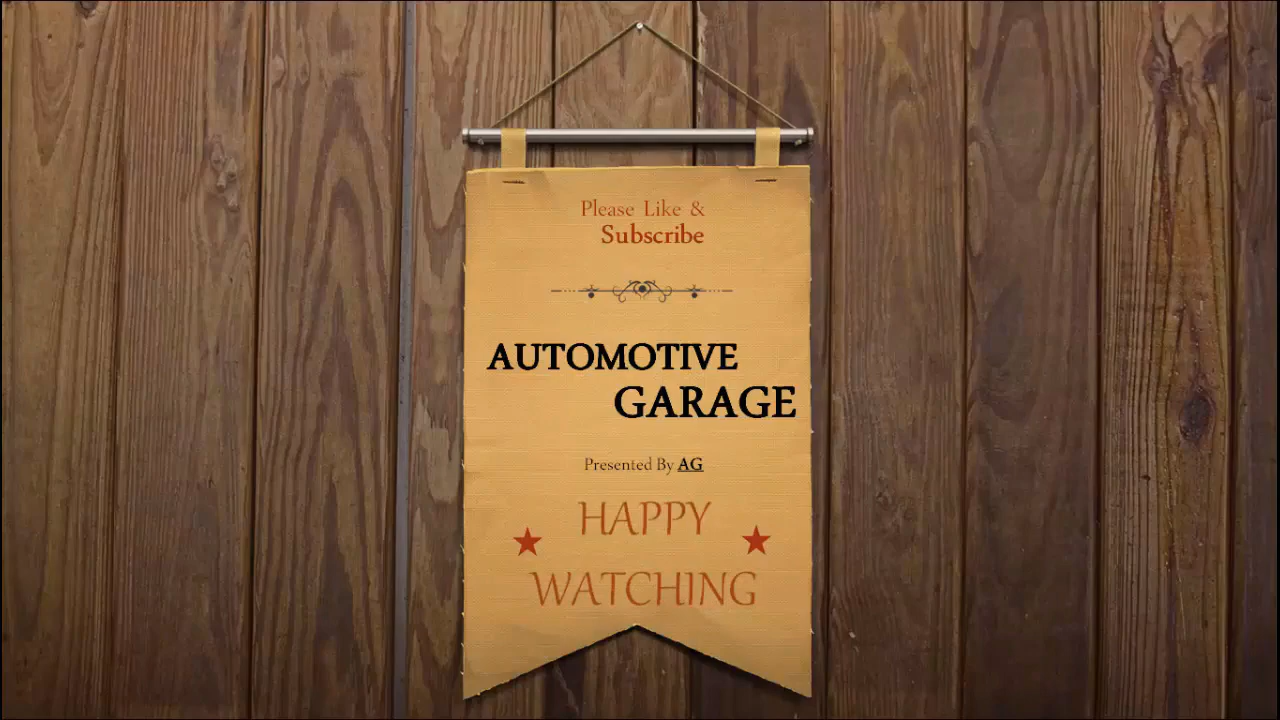 Please Like &
Subscribe
AUTOMOTIVE
GARAGE
Presented By AG
HAPPY
WATCHING